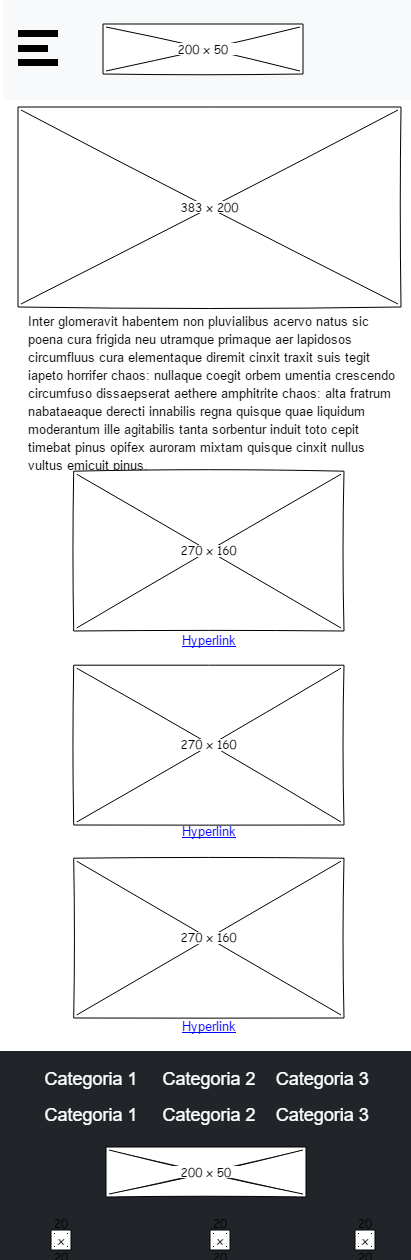 200 x 50
383 x 200
Inter glomeravit habentem non pluvialibus acervo natus sic
poena cura frigida neu utramque primaque aer lapidosos
circumfluus cura elementaque diremit cinxit traxit suis tegit
iapeto horrifer chaos: nullaque coegit orbem umentia crescendo
circumfuso dissaepserat aethere amphitrite chaos: alta fratrum
nabataeaque derecti innabilis regna quisque quae liquidum
moderantum ille agitabilis tanta sorbentur induit toto cepit
timebat pinus opifex auroram mixtam quisque cinxit nullus
vultus emicuit pinus.
270 x 160
Hyperlink
270 x 160
Hyperlink
270 x 160
Hyperlink
Categoria 1 Categoria 2 Categoria 3
Categoria 1 Categoria 2 Categoria 3
200 x 50
20 20 20
x x x
20 20 20